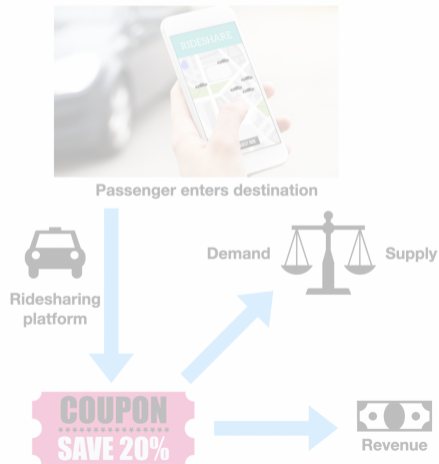 RIDESHARE
Passenger enters destination
Demand
Supply
Ridesharing
platform
COUPON
SAVE 20%
Revenue